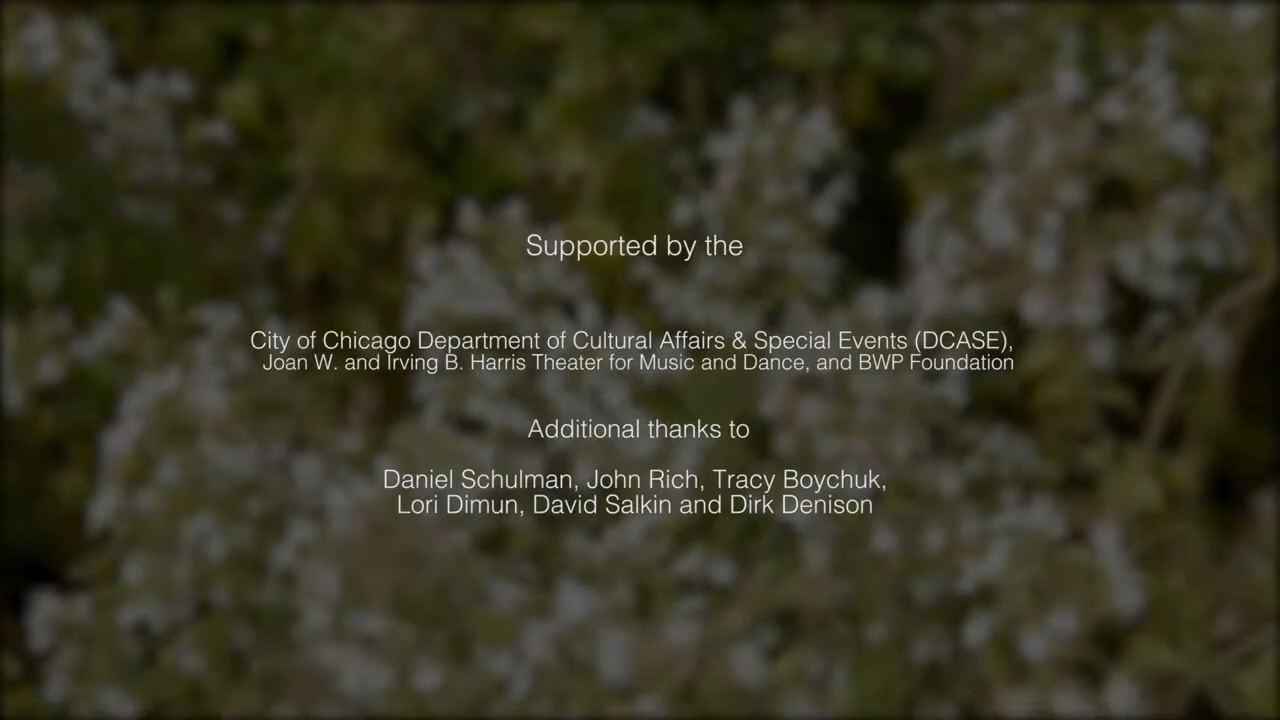 Supported by the
City of Chicago Department of Cultural Affairs & Special Events (DCASE),
Joan W. and Irving B. Harris Theater for Music and Dance, and BWP Foundation
Additional thanks to
Daniel Schulman, John Rich, Tracy Boychuk,
Lori Dimun, David Salkin and Dirk Denison